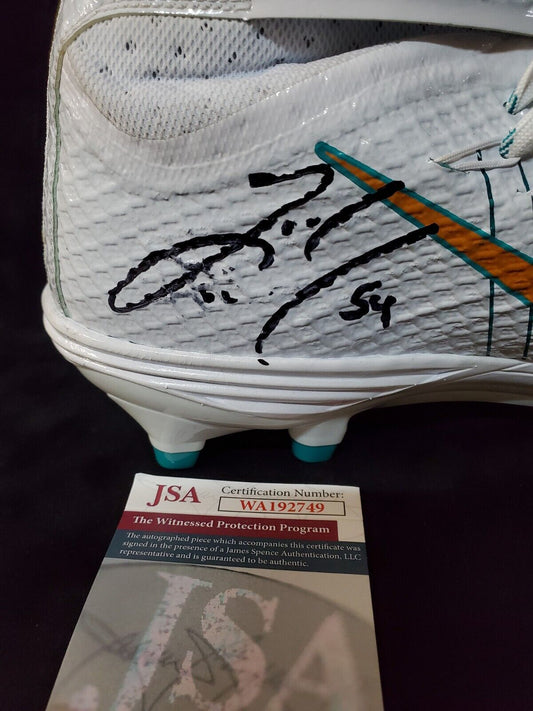 54
JSA Certification Number:
WA192749
The Witnessed Protection Program
The autographed piece which accompanies this certificate was
signed in the presence of a James Spence Authentication, LLC
representative and is guaranteed to be authentic.
JSA